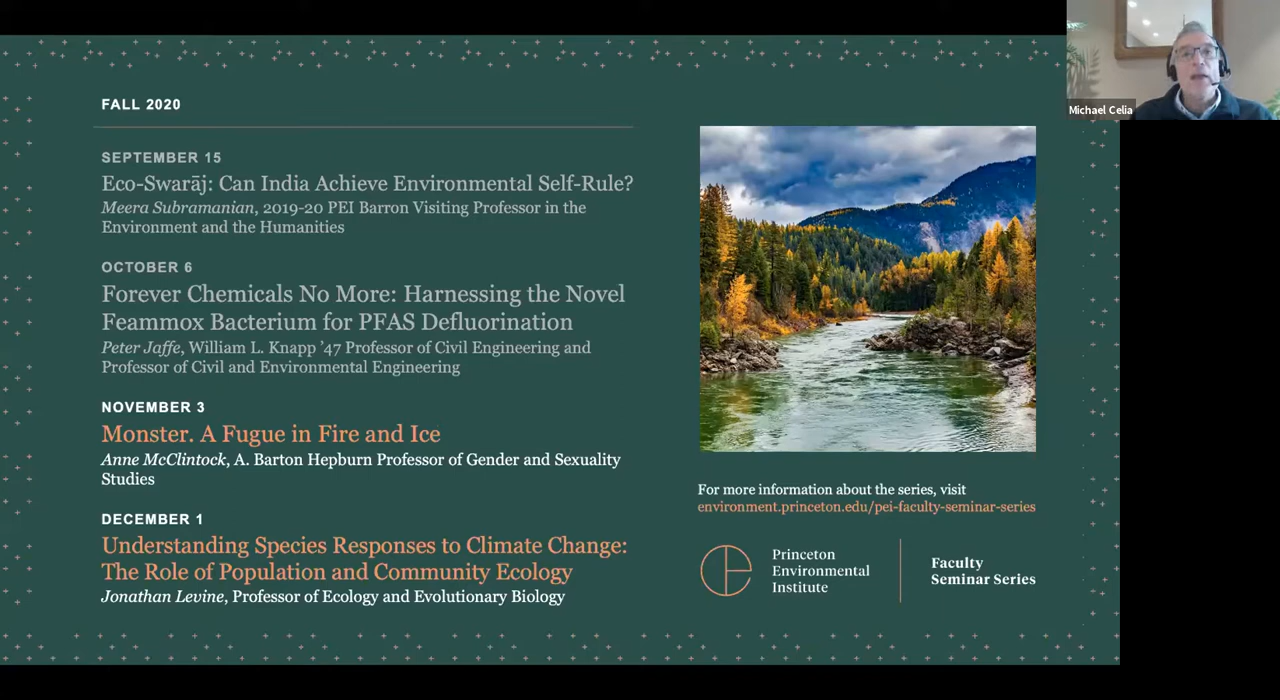 FALL 2020
SEPTEMBER 15
Eco-Swarāj: Can India Achieve Environmental Self-Rule?
Meera Subramanian, 2019-20 PEI Barron Visiting Professor in the
Environment and the Humanities
OCTOBER 6
Forever Chemicals No More: Harnessing the Novel
Feammox Bacterium for PFAS Defluorination
Peter Jaffe, William L. Knapp ’47 Professor of Civil Engineering and
Professor of Civil and Environmental Engineering
NOVEMBER 3
Monster. A Fugue in Fire and Ice
Anne McClintock, A. Barton Hepburn Professor of Gender and Sexuality
Studies
DECEMBER 1
Understanding Species Responses to Climate Change:
The Role of Population and Community Ecology
Jonathan Levine, Professor of Ecology and Evolutionary Biology
For more information about the series, visit
environment.princeton.edu/pei-faculty-seminar-series
Princeton
Environmental
Institute
Faculty
Seminar Series
Michael Celia